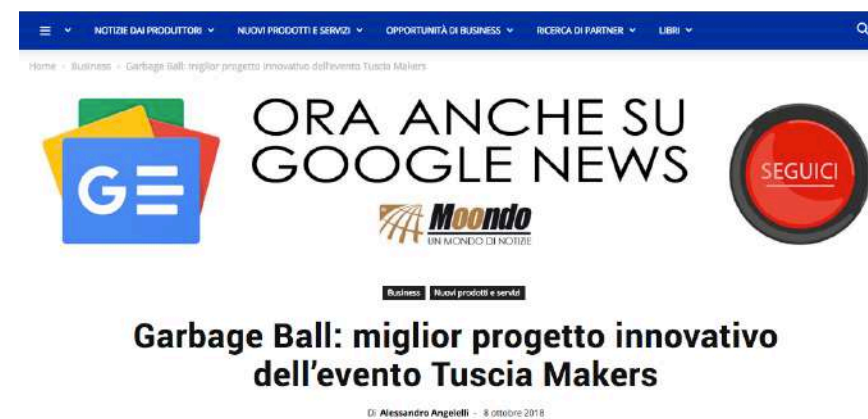 NOTIZIE DAI PRODUTTORI NUOVI PRODOTTI E SERVIZI OPPORTUNITÀ DI BUSINESS RICERCA DI PARTNER LIBRI
Home Business Garbage Ball: miglior progetto innovativo dell'evento Tuscia Makers
ORA ANCHE SU
GOOGLE NEWS
G
SEGUICI
Moondo
UN MONDO DI NOTIZIE
Business Nuovi prodotti e servizi
Garbage Ball: miglior progetto innovativo
dell'evento Tuscia Makers
Di Alessandro Angelelli - 8 ottobre 2018